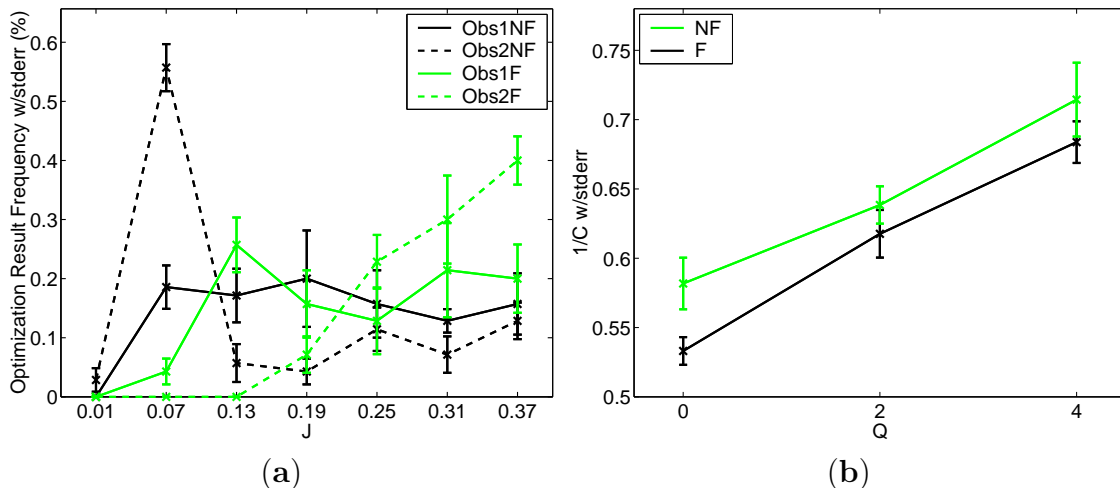 Optimization Result Frequency w/stderr (%)
0.6
0.5
0.4
0.3
0.2
0.1
0
0.01 0.07 0.13 0.19 0.25 0.31 0.37
J
Obs1NF
Obs2NF
Obs1F
Obs2F
(a)
1/C w/stderr
0.75
0.7
0.65
0.6
0.55
0.5
0 2 4
Q
NF
F
(b)